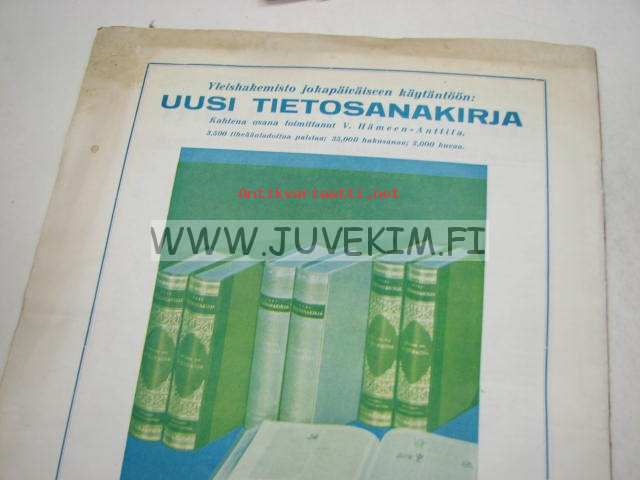 Yleishakemisto jokapäiväiseen käytäntöön:
UUSI TIETOSANAKIRJA
Kahtena osana toimittanut V. Hämeen-Anttila.
3,500 tiheäänladottua palstaa; 35,000 hakusanaa; 2,000 kuvaa.
Antikvariaatti.net
WWW.JUVEKIM.FI